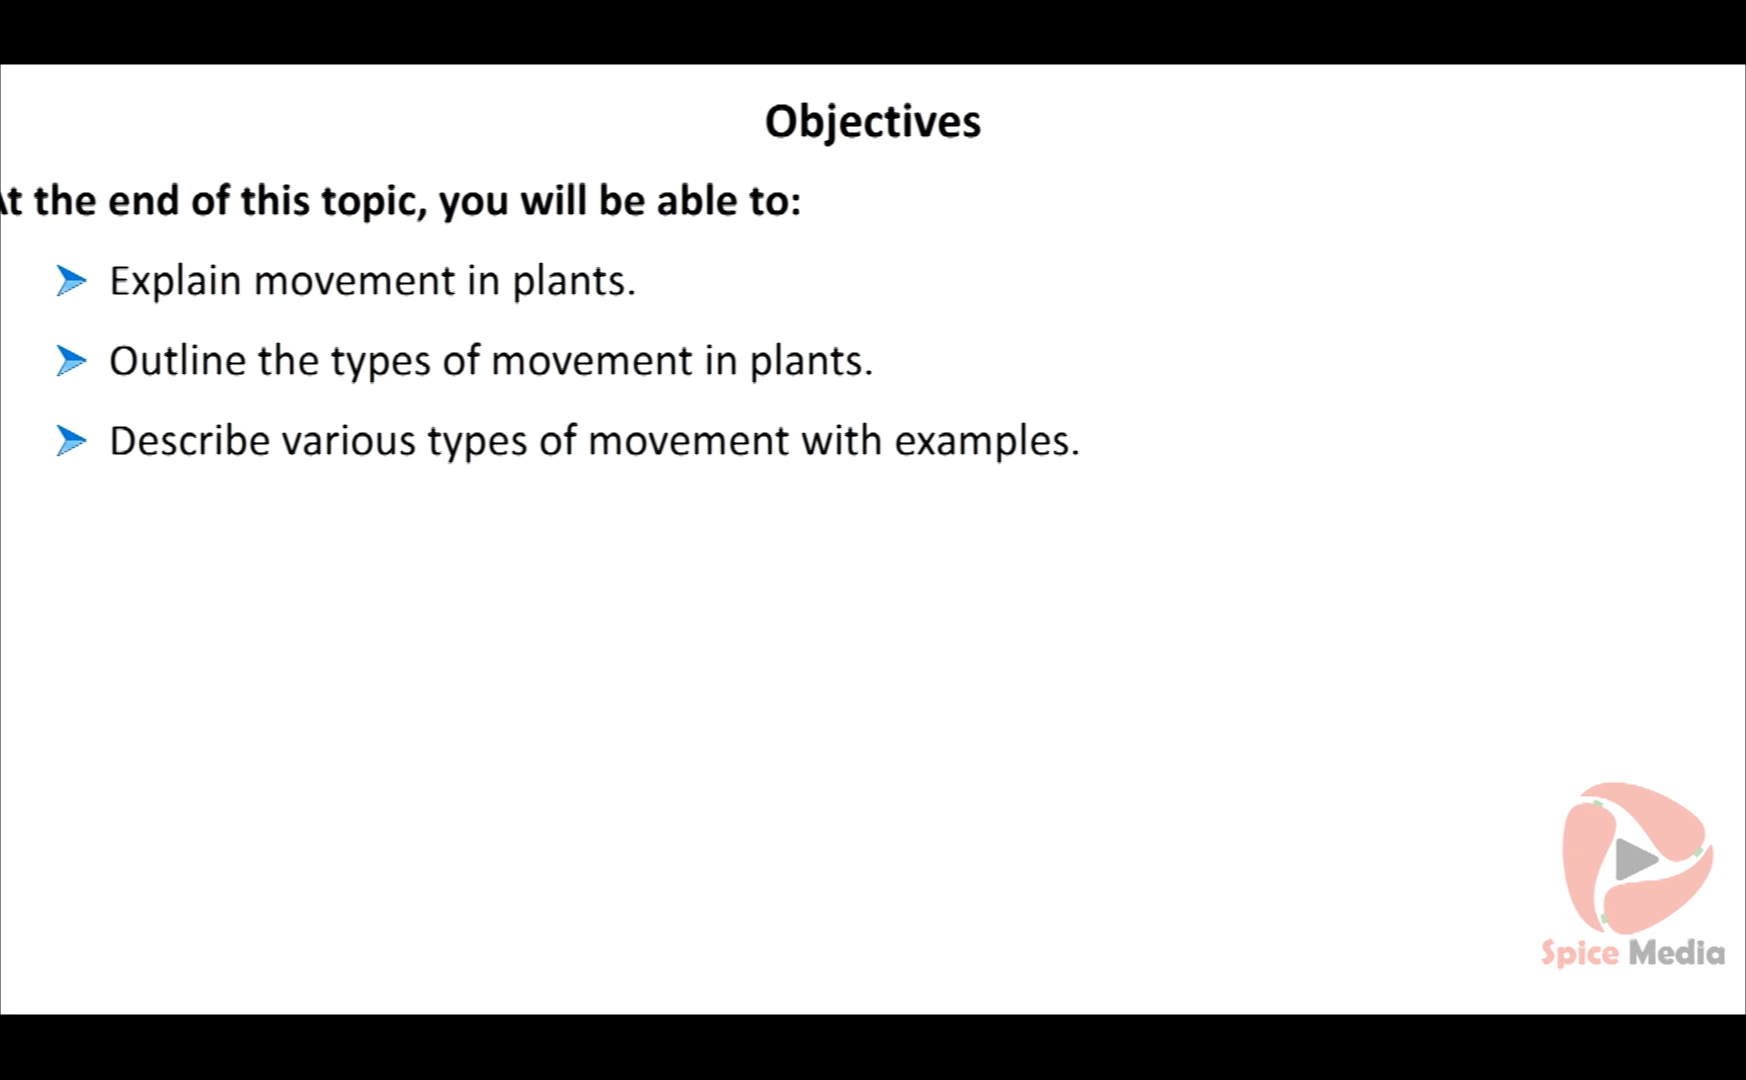 Objectives
At the end of this topic, you will be able to:
Explain movement in plants.
Outline the types of movement in plants.
Describe various types of movement with examples.
Spice Media